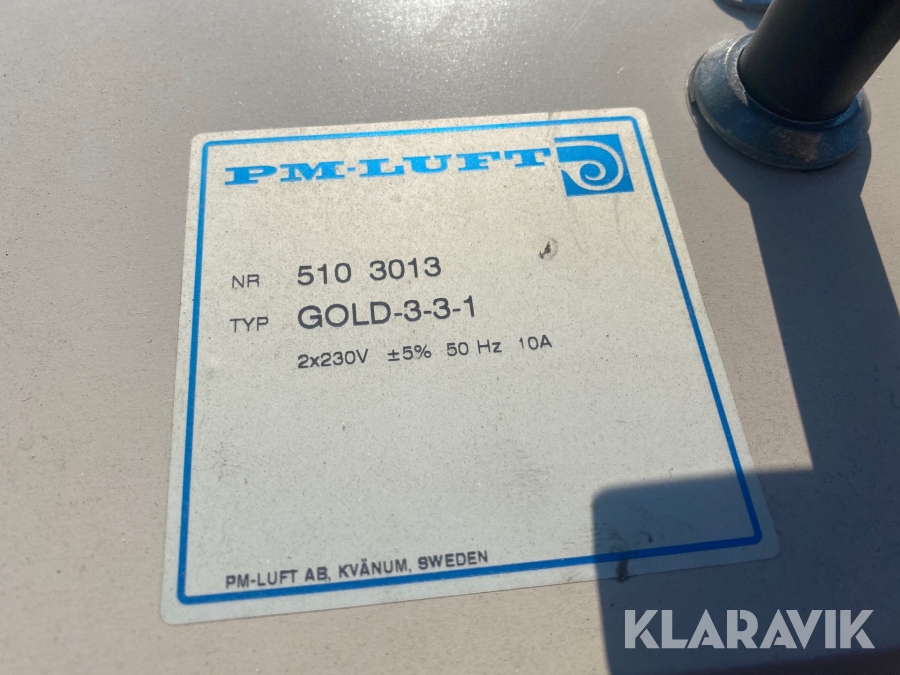 PM-LUFT
NR 510 3013
TYP GOLD-3-3-1
2x230V ±5% 50 Hz 10A
PM-LUFT AB, KVÄNUM, SWEDEN
KLARAVIK